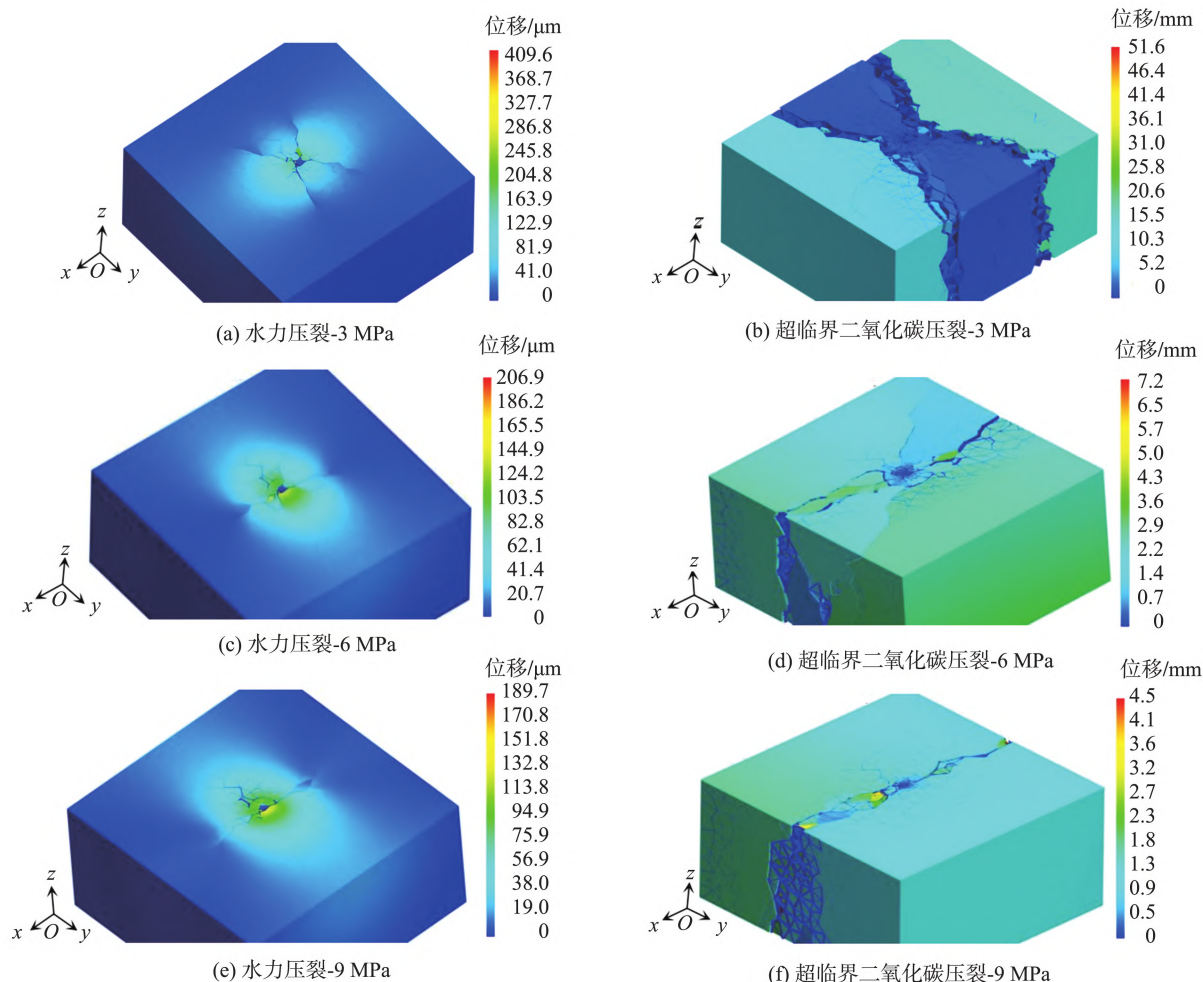 位移/μm
409.6
368.7
327.7
286.8
245.8
204.8
163.9
122.9
81.9
41.0
0
z
x
O
y
(a) 水力压裂-3 MPa
位移/mm
51.6
46.4
41.4
36.1
31.0
25.8
20.6
15.5
10.3
5.2
0
z
x
O
y
(b) 超临界二氧化碳压裂-3 MPa
位移/μm
206.9
186.2
165.5
144.9
124.2
103.5
82.8
62.1
41.4
20.7
0
z
x
O
y
(c) 水力压裂-6 MPa
位移/mm
7.2
6.5
5.7
5.0
4.3
3.6
2.9
2.2
1.4
0.7
0
z
x
O
y
(d) 超临界二氧化碳压裂-6 MPa
位移/μm
189.7
170.8
151.8
132.8
113.8
94.9
75.9
56.9
38.0
19.0
0
z
x
O
y
(e) 水力压裂-9 MPa
位移/mm
4.5
4.1
3.6
3.2
2.7
2.3
1.8
1.3
0.9
0.5
0
z
x
O
y
(f) 超临界二氧化碳压裂-9 MPa